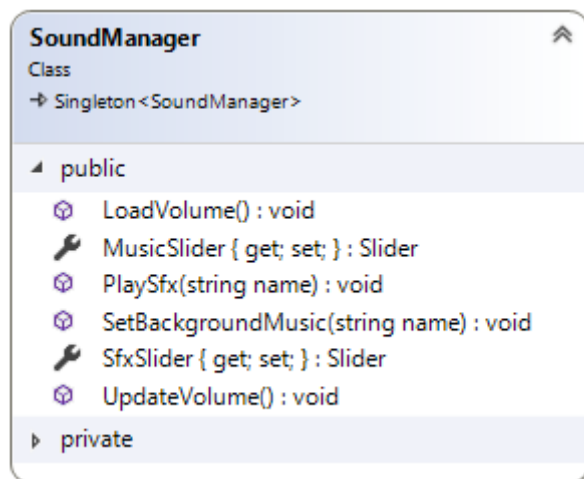 SoundManager
Class
Singleton<SoundManager>
public
LoadVolume() : void
MusicSlider { get; set; } : Slider
PlaySfx(string name) : void
SetBackgroundMusic(string name) : void
SfxSlider { get; set; } : Slider
UpdateVolume() : void
private